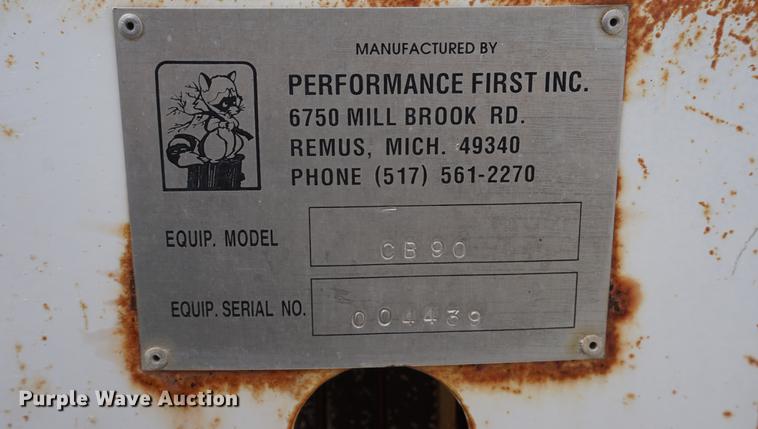 MANUFACTURED BY
PERFORMANCE FIRST INC.
6750 MILL BROOK RD.
REMUS, MICH. 49340
PHONE (517) 561-2270
EQUIP. MODEL CB90
EQUIP. SERIAL NO. 004439
Purple Wave Auction